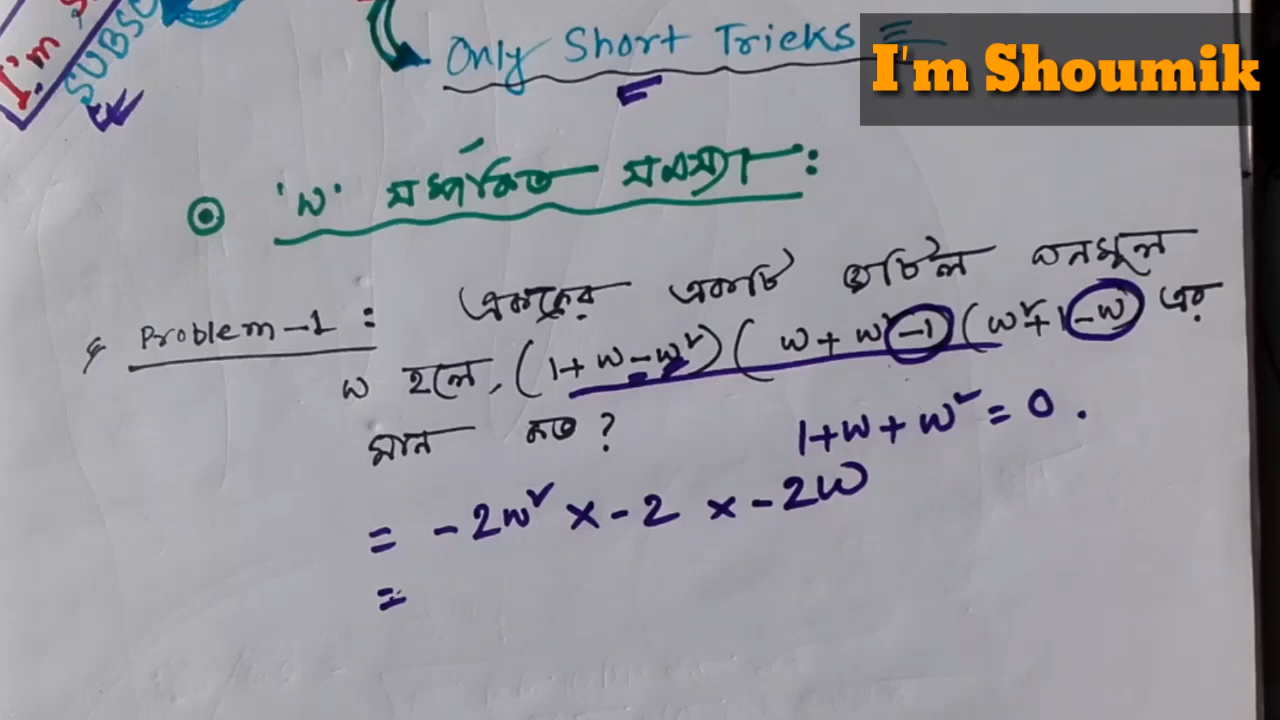 I'm
SUBSC
Only Short Tricks
I'm Shoumik
'ω' সম্পর্কিত সমস্যা:
Problem-1: এককের একটি জটিল ঘনমূল
ω হলে, (1+ω-ω²)(ω+ω²-1)(ω²+1-ω) এর
মান কত?
1+ω+ω²=0.
= -2ω² × -2 × -2ω
=